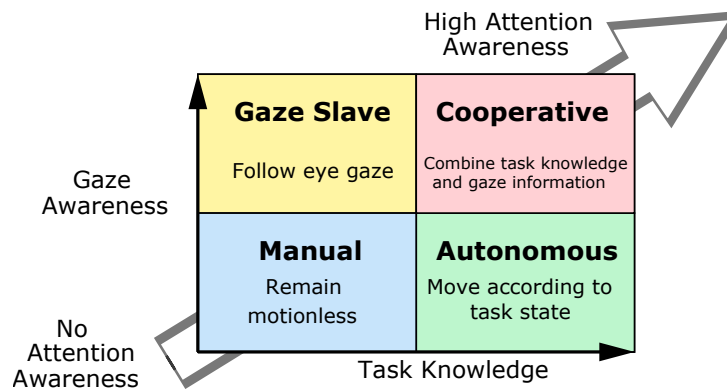 High Attention
Awareness
Gaze Slave
Follow eye gaze
Cooperative
Combine task knowledge
and gaze information
Gaze
Awareness
Manual
Remain
motionless
Autonomous
Move according to
task state
No
Attention
Awareness
Task Knowledge